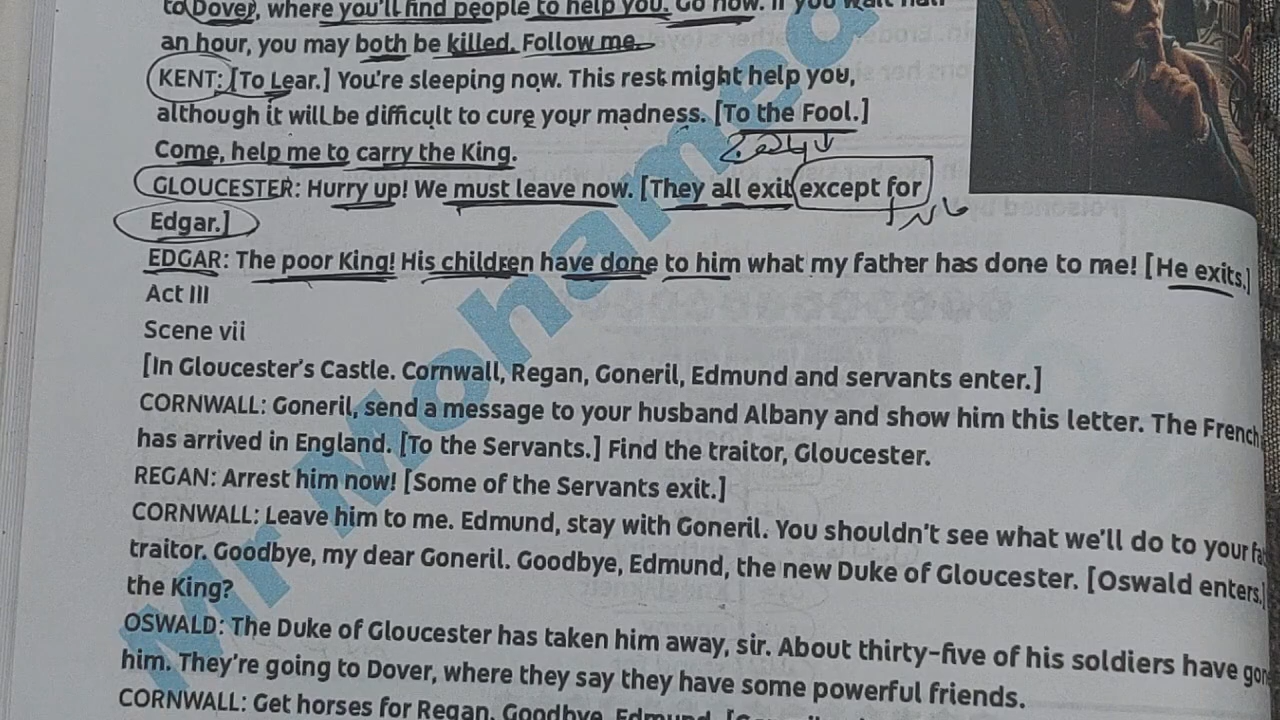 to Dover, where you'll find people to help you. Go now. If you wait half
an hour, you may both be killed. Follow me.
KENT: [To Lear.] You're sleeping now. This rest might help you,
although it will be difficult to cure your madness. [To the Fool.]
Come, help me to carry the King.
GLOUCESTER: Hurry up! We must leave now. [They all exit except for
Edgar.]
EDGAR: The poor King! His children have done to him what my father has done to me! [He exits.]
Act III
Scene vii
[In Gloucester's Castle. Cornwall, Regan, Goneril, Edmund and servants enter.]
CORNWALL: Goneril, send a message to your husband Albany and show him this letter. The French
has arrived in England. [To the Servants.] Find the traitor, Gloucester.
REGAN: Arrest him now! [Some of the Servants exit.]
CORNWALL: Leave him to me. Edmund, stay with Goneril. You shouldn't see what we'll do to your
traitor. Goodbye, my dear Goneril. Goodbye, Edmund, the new Duke of Gloucester. [Oswald enters.]
the King?
OSWALD: The Duke of Gloucester has taken him away, sir. About thirty-five of his soldiers have
him. They're going to Dover, where they say they have some powerful friends.
CORNWALL: Get horses for Regan. Goodbye, Edmund.
Mr Mohamed